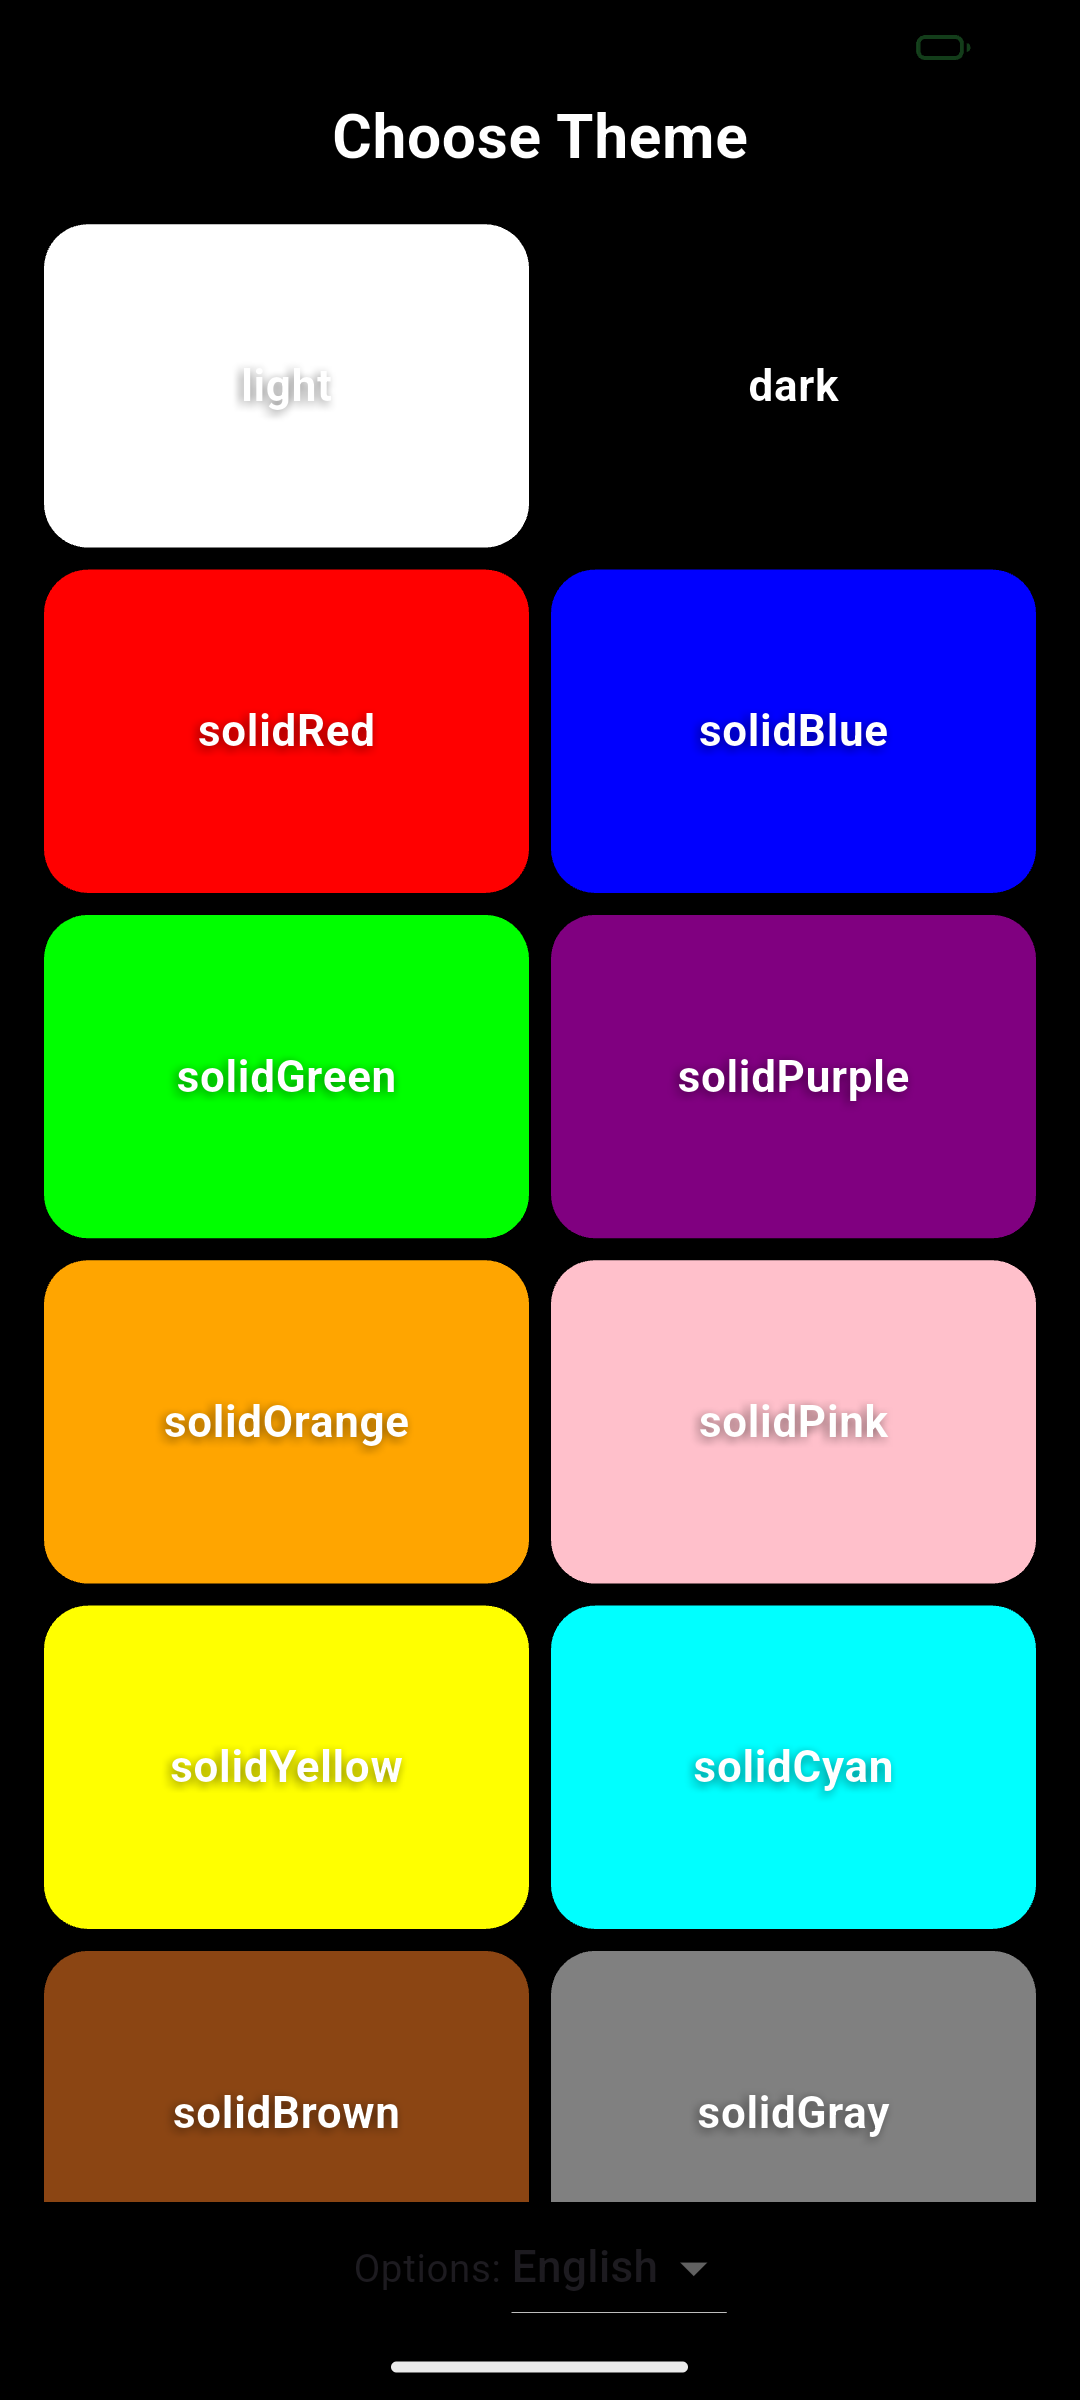 Choose Theme
light
dark
solidRed
solidBlue
solidGreen
solidPurple
solidOrange
solidPink
solidYellow
solidCyan
solidBrown
solidGray
Options: English